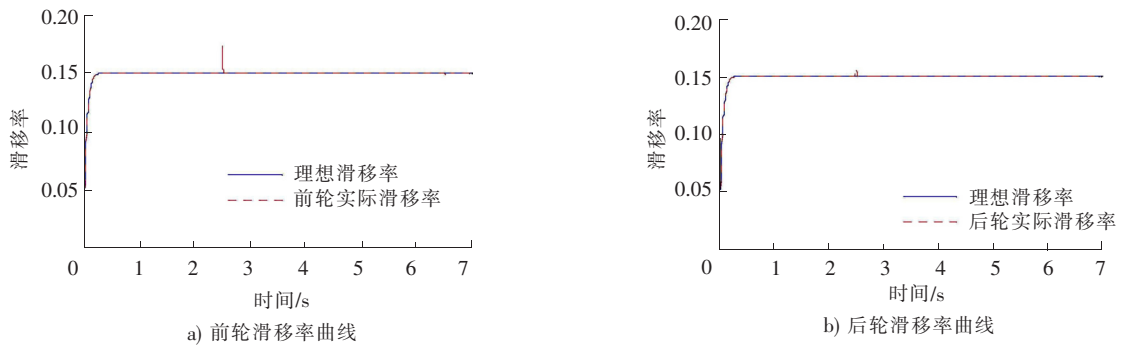 0.20
0.15
0.10
0.05
滑移率
理想滑移率
前轮实际滑移率
0 1 2 3 4 5 6 7
时间/s
a) 前轮滑移率曲线
0.20
0.15
0.10
0.05
滑移率
理想滑移率
后轮实际滑移率
0 1 2 3 4 5 6 7
时间/s
b) 后轮滑移率曲线